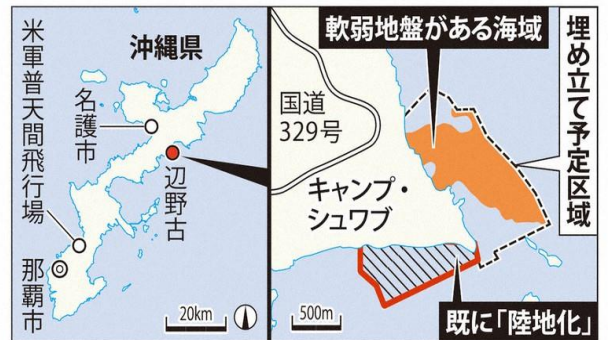 沖縄県
米軍普天間飛行場
名護市
辺野古
那覇市
20km
軟弱地盤がある海域
埋め立て予定区域
国道
329号
キャンプ・
シュワブ
500m
既に「陸地化」